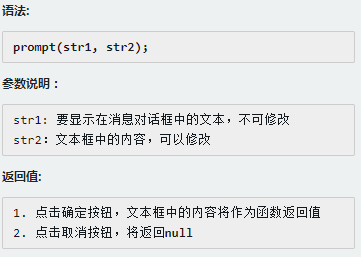 语法:
prompt(str1, str2);
参数说明：
str1: 要显示在消息对话框中的文本，不可修改
str2：文本框中的内容，可以修改
返回值:
1. 点击确定按钮，文本框中的内容将作为函数返回值
2. 点击取消按钮，将返回null